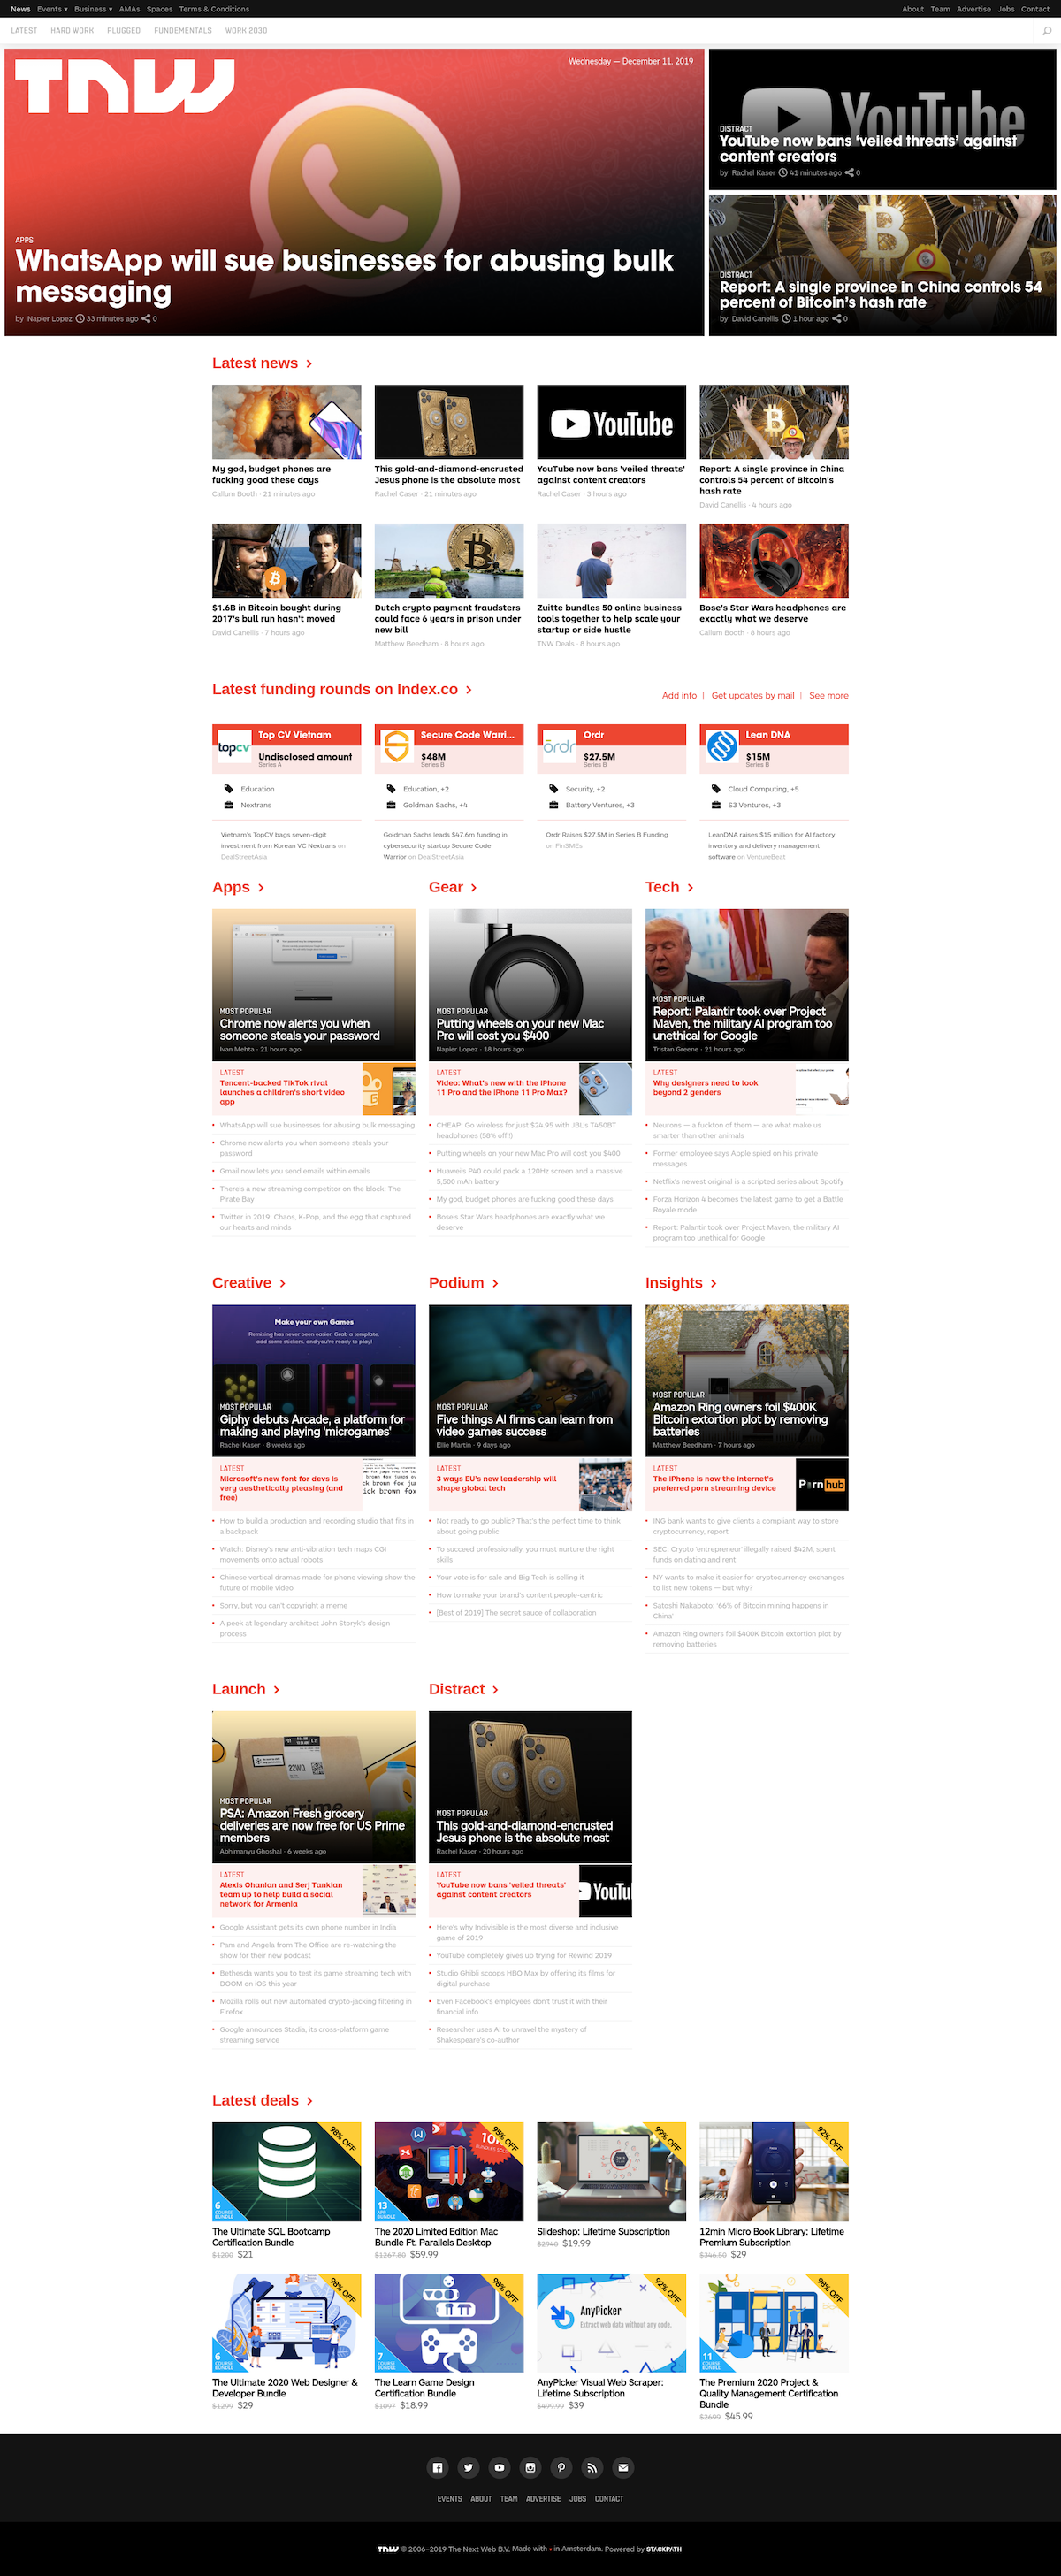 News Events ▾ Business ▾ AMAs Spaces Terms & Conditions
About Team Advertise Jobs Contact
LATEST HARD WORK PLUGGED FUNDEMENTALS WORK 2030
TNW
Wednesday — December 11, 2019
APPS
WhatsApp will sue businesses for abusing bulk
messaging
by Napier Lopez 33 minutes ago 0
YouTube
DISTRACT
YouTube now bans ‘veiled threats’ against
content creators
by Rachel Kaser 41 minutes ago 0
DISTRACT
Report: A single province in China controls 54
percent of Bitcoin’s hash rate
by David Canellis 1 hour ago 0
Latest news
My god, budget phones are
fucking good these days
Callum Booth · 21 minutes ago
This gold-and-diamond-encrusted
Jesus phone is the absolute most
Rachel Caser · 21 minutes ago
YouTube
YouTube now bans ‘veiled threats’
against content creators
Rachel Caser · 3 hours ago
Report: A single province in China
controls 54 percent of Bitcoin’s
hash rate
David Canellis · 4 hours ago
$1.6B in Bitcoin bought during
2017’s bull run hasn’t moved
David Canellis · 7 hours ago
Dutch crypto payment fraudsters
could face 6 years in prison under
new bill
Matthew Beedham · 8 hours ago
Zuitte bundles 50 online business
tools together to help scale your
startup or side hustle
TNW Deals · 8 hours ago
Bose’s Star Wars headphones are
exactly what we deserve
Callum Booth · 8 hours ago
Latest funding rounds on Index.co
Add info | Get updates by mail | See more
topcv
Top CV Vietnam
Undisclosed amount
Series A
Education
Nextrans
Vietnam's TopCV bags seven-digit
investment from Korean VC Nextrans on
DealStreetAsia
Secure Code Warri...
$48M
Series B
Education, +2
Goldman Sachs, +4
Goldman Sachs leads $47.6m funding in
cybersecurity startup Secure Code
Warrior on DealStreetAsia
ordr
Ordr
$27.5M
Series B
Security, +2
Battery Ventures, +3
Ordr Raises $27.5M in Series B Funding
on FinSMEs
Lean DNA
$15M
Series B
Cloud Computing, +5
S3 Ventures, +3
LeanDNA raises $15 million for AI factory
inventory and delivery management
software on VentureBeat
Apps
MOST POPULAR
Chrome now alerts you when
someone steals your password
Ivan Mehta · 21 hours ago
LATEST
Tencent-backed TikTok rival
launches a children's short video
app
WhatsApp will sue businesses for abusing bulk messaging
Chrome now alerts you when someone steals your
password
Gmail now lets you send emails within emails
There's a new streaming competitor on the block: The
Pirate Bay
Twitter in 2019: Chaos, K-Pop, and the egg that captured
our hearts and minds
Gear
MOST POPULAR
Putting wheels on your new Mac
Pro will cost you $400
Napier Lopez · 18 hours ago
LATEST
Video: What's new with the iPhone
11 Pro and the iPhone 11 Pro Max?
CHEAP: Go wireless for just $24.95 with JBL's T450BT
headphones (58% off!)
Putting wheels on your new Mac Pro will cost you $400
Huawei's P40 could pack a 120Hz screen and a massive
5,500 mAh battery
My god, budget phones are fucking good these days
Bose's Star Wars headphones are exactly what we
deserve
Tech
MOST POPULAR
Report: Palantir took over Project
Maven, the military AI program too
unethical for Google
Tristan Greene · 21 hours ago
LATEST
Why designers need to look
beyond 2 genders
Neurons — a fuckton of them — are what make us
smarter than other animals
Former employee says Apple spied on his private
messages
Netflix's newest original is a scripted series about Spotify
Forza Horizon 4 becomes the latest game to get a Battle
Royale mode
Report: Palantir took over Project Maven, the military AI
program too unethical for Google
Creative
Make your own Games
Remixing has never been easier. Grab a template,
add some stickers, and you're ready to play!
MOST POPULAR
Giphy debuts Arcade, a platform for
making and playing 'microgames'
Rachel Kaser · 8 weeks ago
LATEST
Microsoft's new font for devs is
very aesthetically pleasing (and
free)
How to build a production and recording studio that fits in
a backpack
Watch: Disney's new anti-vibration tech maps CGI
movements onto actual robots
Chinese vertical dramas made for phone viewing show the
future of mobile video
Sorry, but you can't copyright a meme
A peek at legendary architect John Storyk's design
process
Podium
MOST POPULAR
Five things AI firms can learn from
video games success
Ellie Martin · 9 days ago
LATEST
3 ways EU's new leadership will
shape global tech
Not ready to go public? That's the perfect time to think
about going public
To succeed professionally, you must nurture the right
skills
Your vote is for sale and Big Tech is selling it
How to make your brand's content people-centric
[Best of 2019] The secret sauce of collaboration
Insights
MOST POPULAR
Amazon Ring owners foil $400K
Bitcoin extortion plot by removing
batteries
Matthew Beedham · 7 hours ago
LATEST
The iPhone is now the Internet's
preferred porn streaming device
Pornhub
ING bank wants to give clients a compliant way to store
cryptocurrency, report
SEC: Crypto 'entrepreneur' illegally raised $42M, spent
funds on dating and rent
NY wants to make it easier for cryptocurrency exchanges
to list new tokens — but why?
Satoshi Nakaboto: '66% of Bitcoin mining happens in
China'
Amazon Ring owners foil $400K Bitcoin extortion plot by
removing batteries
Launch
22WQ
prime
MOST POPULAR
PSA: Amazon Fresh grocery
deliveries are now free for US Prime
members
Abhimanyu Ghoshal · 6 weeks ago
LATEST
Alexis Ohanian and Serj Tankian
team up to help build a social
network for Armenia
Google Assistant gets its own phone number in India
Pam and Angela from The Office are re-watching the
show for their new podcast
Bethesda wants you to test its game streaming tech with
DOOM on iOS this year
Mozilla rolls out new automated crypto-jacking filtering in
Firefox
Google announces Stadia, its cross-platform game
streaming service
Distract
MOST POPULAR
This gold-and-diamond-encrusted
Jesus phone is the absolute most
Rachel Kaser · 20 hours ago
LATEST
YouTube now bans 'veiled threats'
against content creators
YouTu
Here's why Indivisible is the most diverse and inclusive
game of 2019
YouTube completely gives up trying for Rewind 2019
Studio Ghibli scoops HBO Max by offering its films for
digital purchase
Even Facebook's employees don't trust it with their
financial info
Researcher uses AI to unravel the mystery of
Shakespeare's co-author
Latest deals
98% OFF
6
COURSE
BUNDLE
The Ultimate SQL Bootcamp
Certification Bundle
$1200 $21
95% OFF
13
APP
BUNDLE
The 2020 Limited Edition Mac
Bundle Ft. Parallels Desktop
$1267.80 $59.99
99% OFF
Slideshop: Lifetime Subscription
$2940 $19.99
92% OFF
12min Micro Book Library: Lifetime
Premium Subscription
$346.50 $29
98% OFF
6
COURSE
BUNDLE
The Ultimate 2020 Web Designer &
Developer Bundle
$1299 $29
98% OFF
7
COURSE
BUNDLE
The Learn Game Design
Certification Bundle
$1097 $18.99
92% OFF
AnyPicker
Extract web data without any code.
AnyPicker Visual Web Scraper:
Lifetime Subscription
$499.99 $39
98% OFF
11
COURSE
BUNDLE
The Premium 2020 Project &
Quality Management Certification
Bundle
$2699 $45.99
EVENTS ABOUT TEAM ADVERTISE JOBS CONTACT
TNW © 2006–2019 The Next Web B.V. Made with ♥ in Amsterdam. Powered by STACKPATH